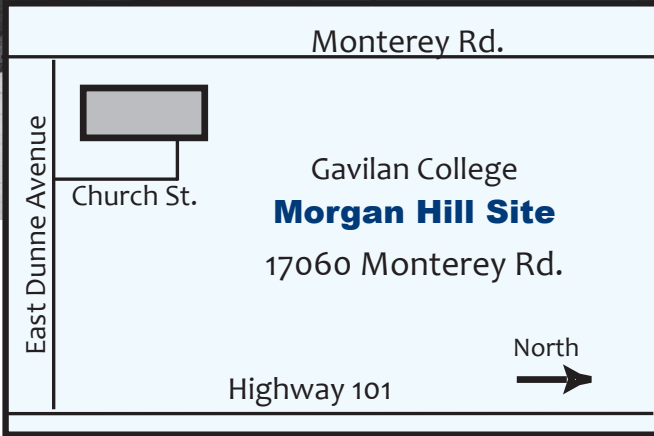 Monterey Rd.
East Dunne Avenue
Church St.
Gavilan College
Morgan Hill Site
17060 Monterey Rd.
North
Highway 101